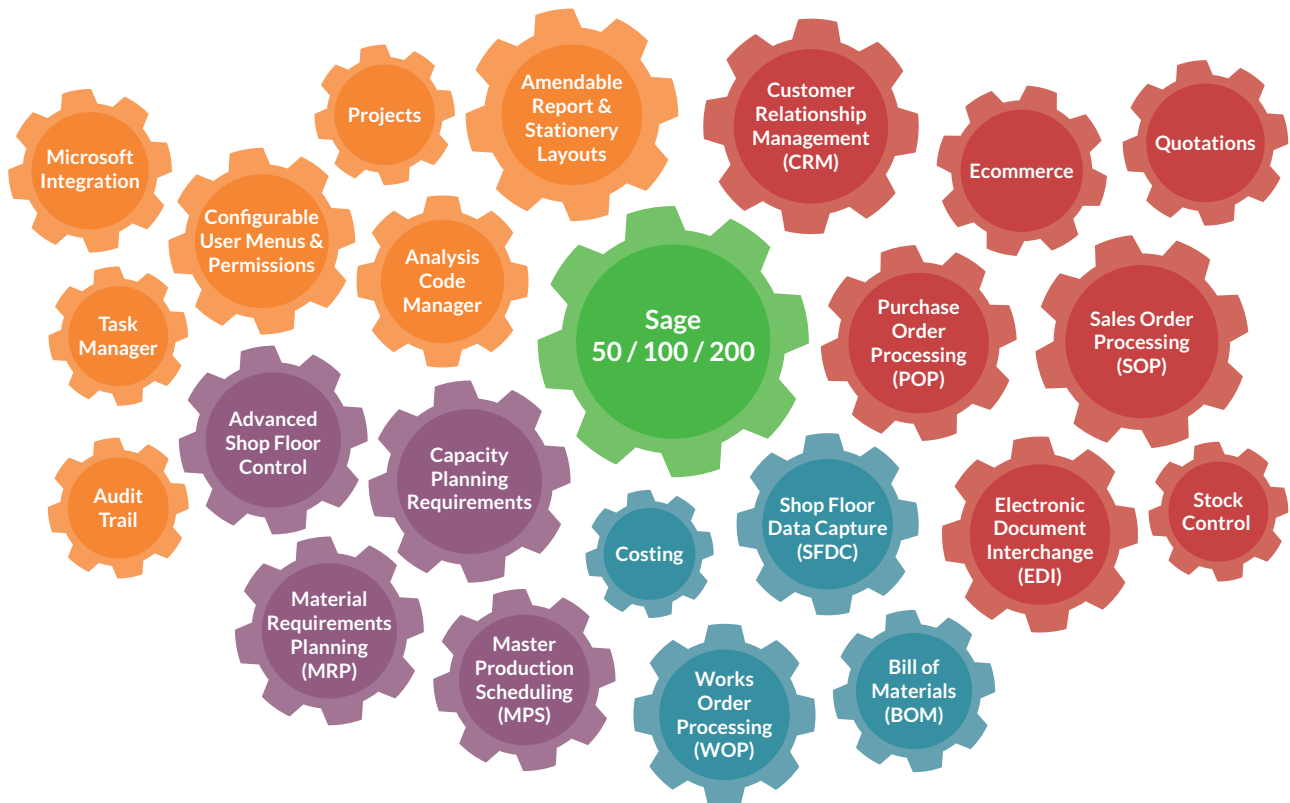 Microsoft
Integration
Projects
Amendable
Report &
Stationery
Layouts
Customer
Relationship
Management
(CRM)
Ecommerce
Quotations
Configurable
User Menus &
Permissions
Analysis
Code
Manager
Sage
50 / 100 / 200
Purchase
Order
Processing
(POP)
Sales Order
Processing
(SOP)
Task
Manager
Advanced
Shop Floor
Control
Capacity
Planning
Requirements
Audit
Trail
Costing
Shop Floor
Data Capture
(SFDC)
Electronic
Document
Interchange
(EDI)
Stock
Control
Material
Requirements
Planning
(MRP)
Master
Production
Scheduling
(MPS)
Works
Order
Processing
(WOP)
Bill of
Materials
(BOM)